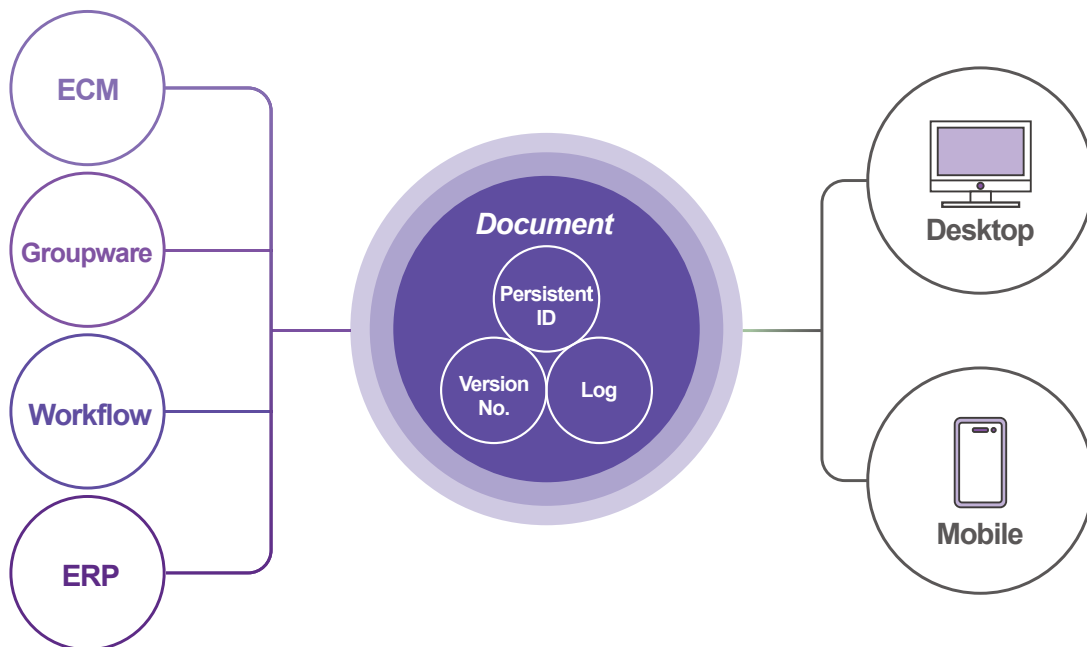 ECM
Groupware
Workflow
ERP
Document
Persistent
ID
Version
No.
Log
Desktop
Mobile